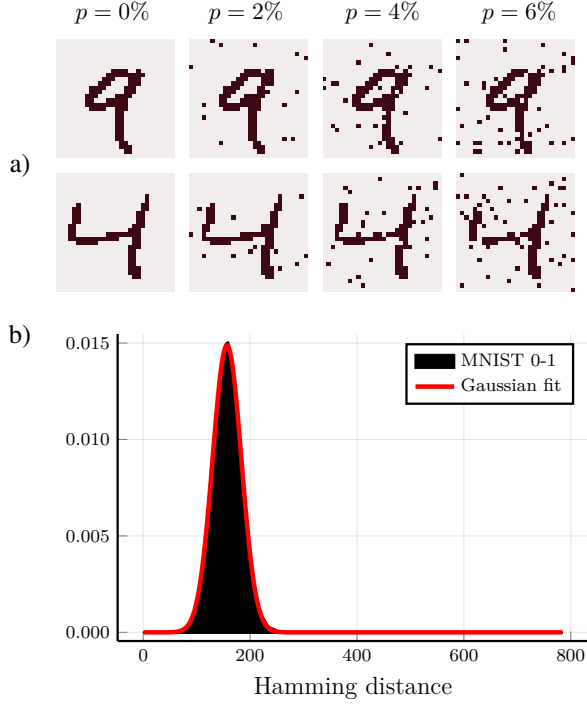 p = 0% p = 2% p = 4% p = 6%
a)
b)
0.015
MNIST 0-1
Gaussian fit
0.010
0.005
0.000
0 200 400 600 800
Hamming distance